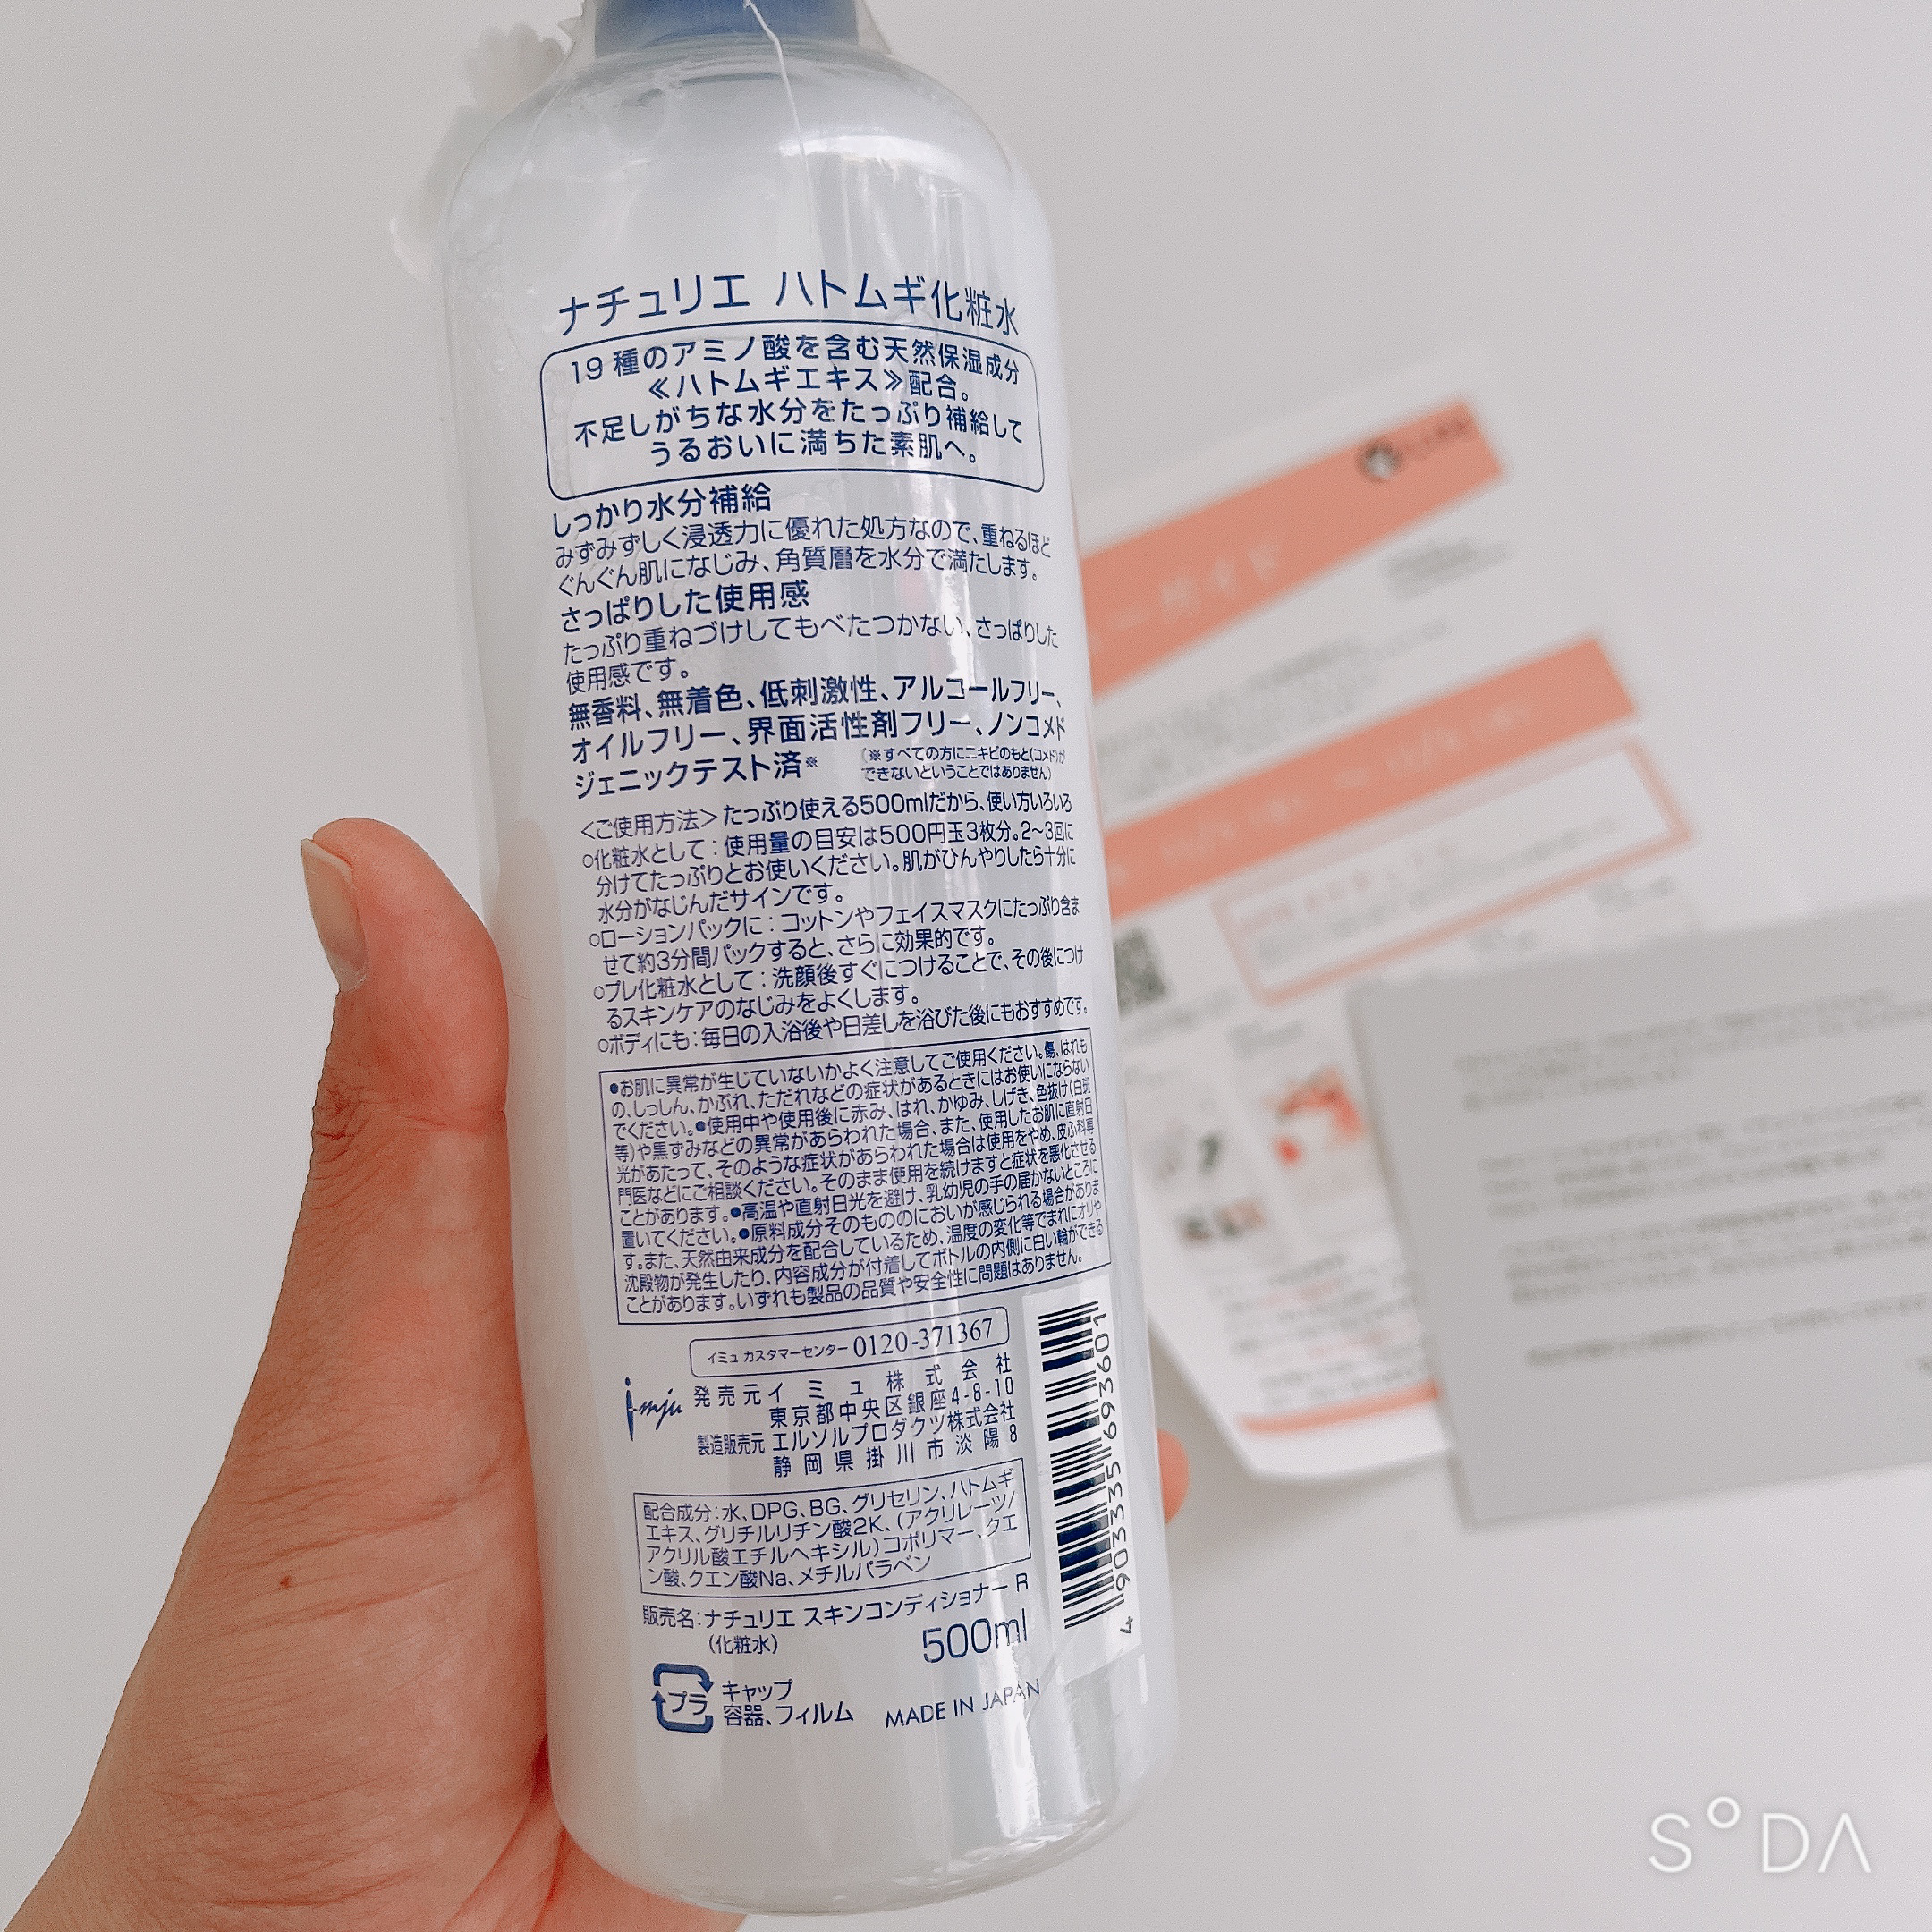 ナチュリエ ハトムギ化粧水
19種のアミノ酸を含む天然保湿成分
≪ハトムギエキス≫配合。
不足しがちな水分をたっぷり補給して
うるおいに満ちた素肌へ。
しっかり水分補給
みずみずしく浸透力に優れた処方なので、重ねるほど
ぐんぐん肌になじみ、角質層を水分で満たします。
さっぱりした使用感
たっぷり重ねづけしてもべたつかない、さっぱりした
使用感です。
無香料、無着色、低刺激性、アルコールフリー、
オイルフリー、界面活性剤フリー、ノンコメド
ジェニックテスト済※
（※すべての方にニキビのもと（コメド）が
できないということではありません）
＜ご使用方法＞たっぷり使える500mlだから、使い方いろいろ
○化粧水として：使用量の目安は500円玉3枚分。2〜3回に
分けてたっぷりとお使いください。肌がひんやりしたら十分に
水分がなじんだサインです。
○ローションパックに：コットンやフェイスマスクにたっぷり含ま
せて約3分間パックすると、さらに効果的です。
○プレ化粧水として：洗顔後すぐにつけることで、その後につけ
るスキンケアのなじみをよくします。
○ボディにも：毎日の入浴後や日差しを浴びた後にもおすすめです。
●お肌に異常が生じていないかよく注意してご使用ください。傷、はれも
の、しっしん、かぶれ、ただれなどの症状があるときにはお使いにならない
でください。●使用中や使用後に赤み、はれ、かゆみ、しげき、色抜け（白斑
等）や黒ずみなどの異常があらわれた場合、また、使用したお肌に直射日
光があたって、そのような症状があらわれた場合は使用をやめ、皮ふ科専
門医などにご相談ください。そのまま使用を続けますと症状を悪化させる
ことがあります。●高温や直射日光を避け、乳幼児の手の届かないところに
置いてください。●原料成分そのもののにおいが感じられる場合がありま
す。また、天然由来成分を配合しているため、温度の変化等でまれにオリや
沈殿物が発生したり、内容成分が付着してボトルの内側に白い輪ができる
ことがあります。いずれも製品の品質や安全性に問題はありません。
イミュ カスタマーセンター 0120-371367
i-mju 発売元 イミュ株式会社
東京都中央区銀座4-8-10
製造販売元 エルソルプロダクツ株式会社
静岡県掛川市淡陽8
配合成分：水、DPG、BG、グリセリン、ハトムギ
エキス、グリチルリチン酸2K、（アクリレーツ/
アクリル酸エチルヘキシル）コポリマー、クエ
ン酸、クエン酸Na、メチルパラベン
販売名：ナチュリエ スキンコンディショナー R
（化粧水）
500ml
プラ
キャップ
容器、フィルム
MADE IN JAPAN
4 903335 693601
SODA